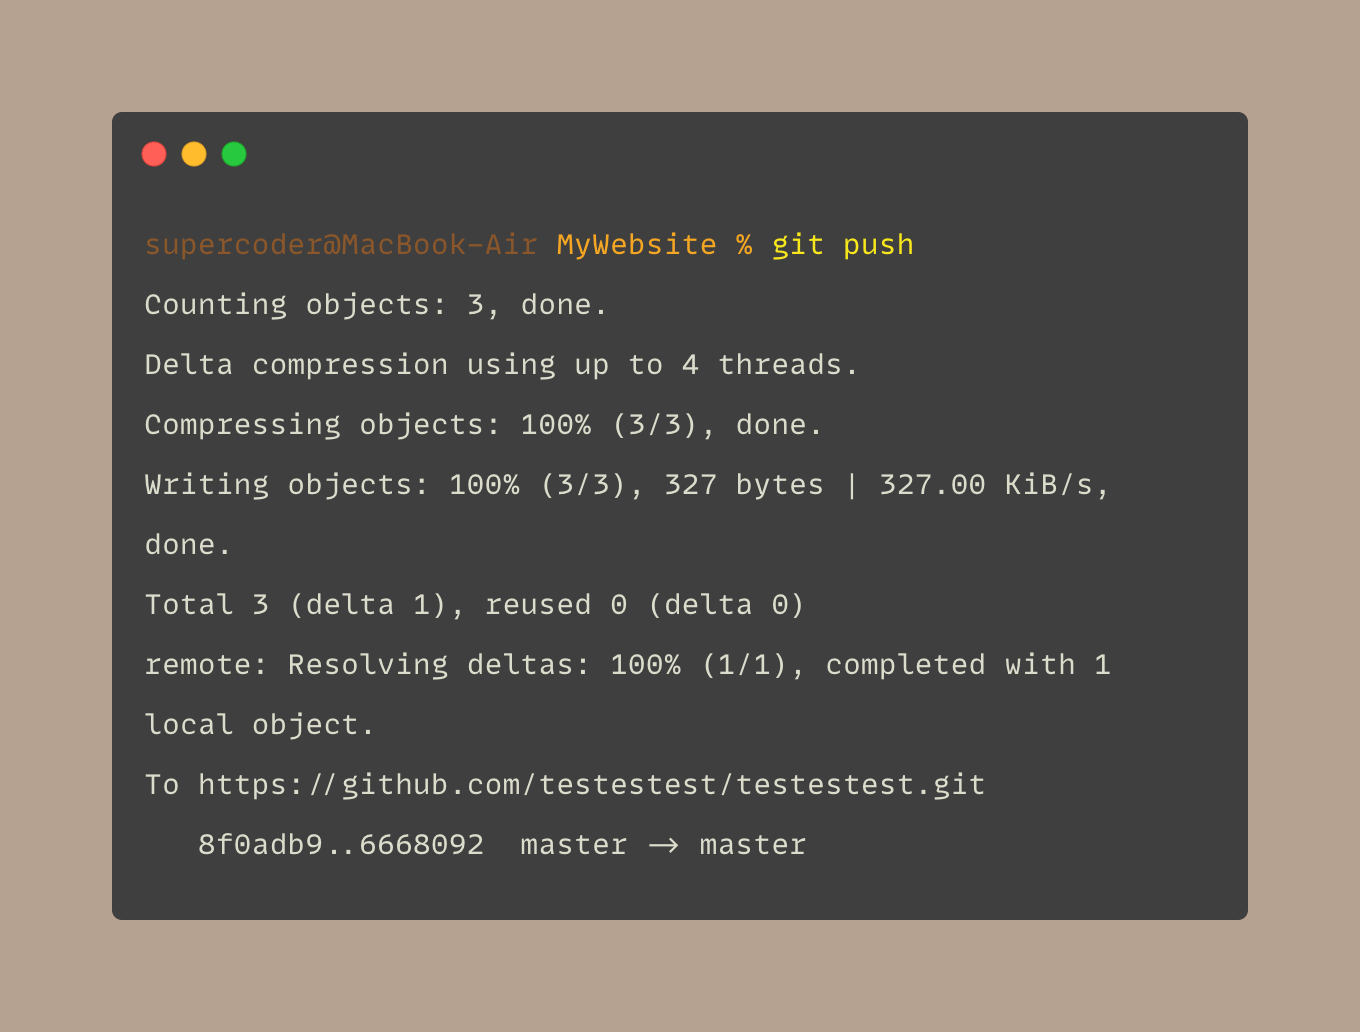 supercoder@MacBook-Air MyWebsite % git push
Counting objects: 3, done.
Delta compression using up to 4 threads.
Compressing objects: 100% (3/3), done.
Writing objects: 100% (3/3), 327 bytes | 327.00 KiB/s,
done.
Total 3 (delta 1), reused 0 (delta 0)
remote: Resolving deltas: 100% (1/1), completed with 1
local object.
To https://github.com/testestest/testestest.git
   8f0adb9..6668092  master -> master